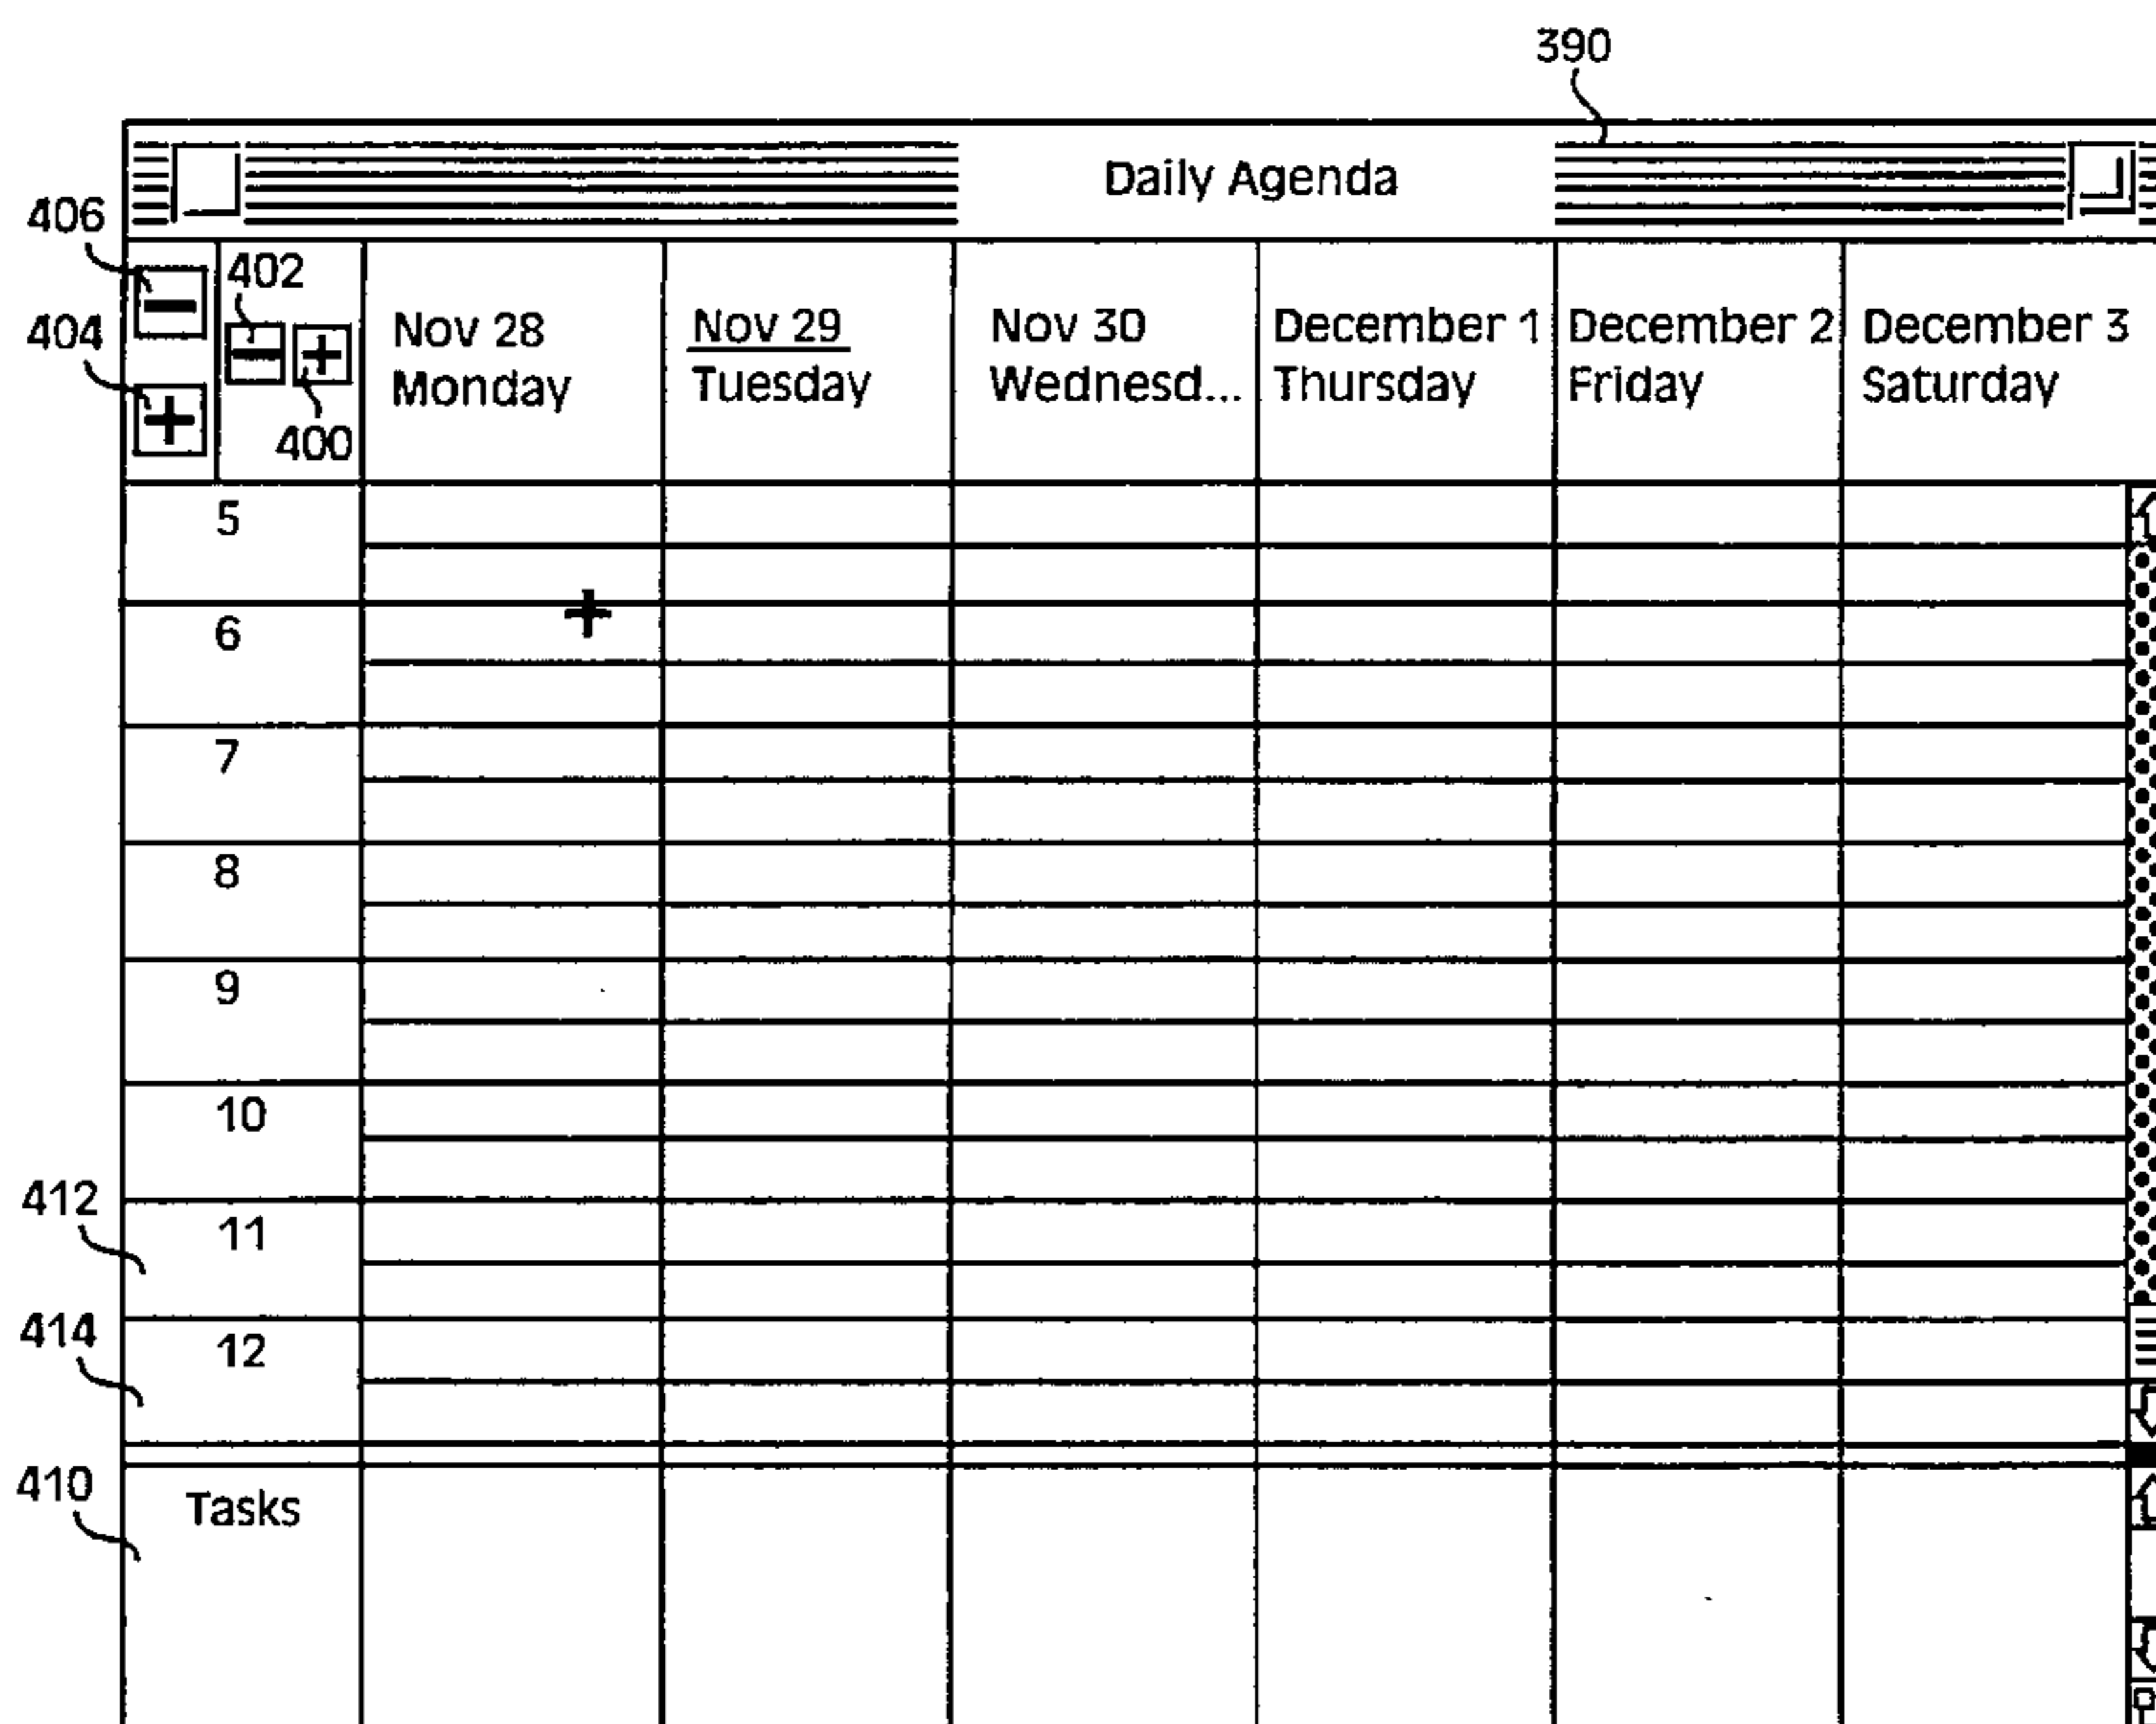 390
Daily Agenda
406
402
404
400
Nov 28
Monday
Nov 29
Tuesday
Nov 30
Wednesd...
December 1
Thursday
December 2
Friday
December 3
Saturday
5
6
7
8
9
10
412
11
414
12
410
Tasks